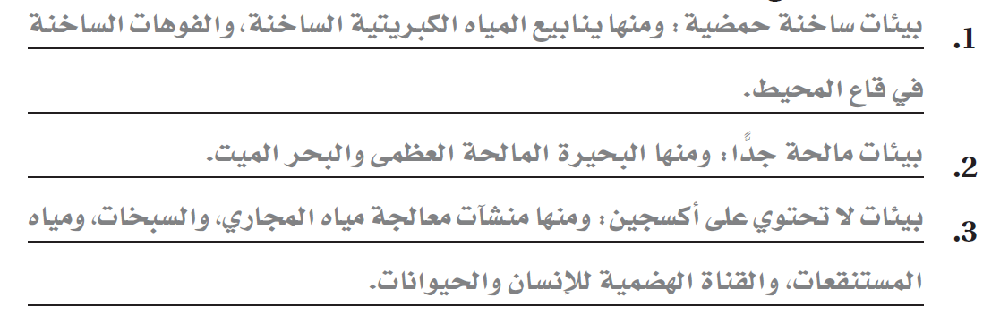 1. بيئات ساخنة حمضية: ومنها ينابيع المياه الكبريتية الساخنة، والفوهات الساخنة
في قاع المحيط.
2. بيئات مالحة جدًّا: ومنها البحيرة المالحة العظمى والبحر الميت.
3. بيئات لا تحتوي على أكسجين: ومنها منشآت معالجة مياه المجاري، والسبخات، ومياه
المستنقعات، والقناة الهضمية للإنسان والحيوانات.